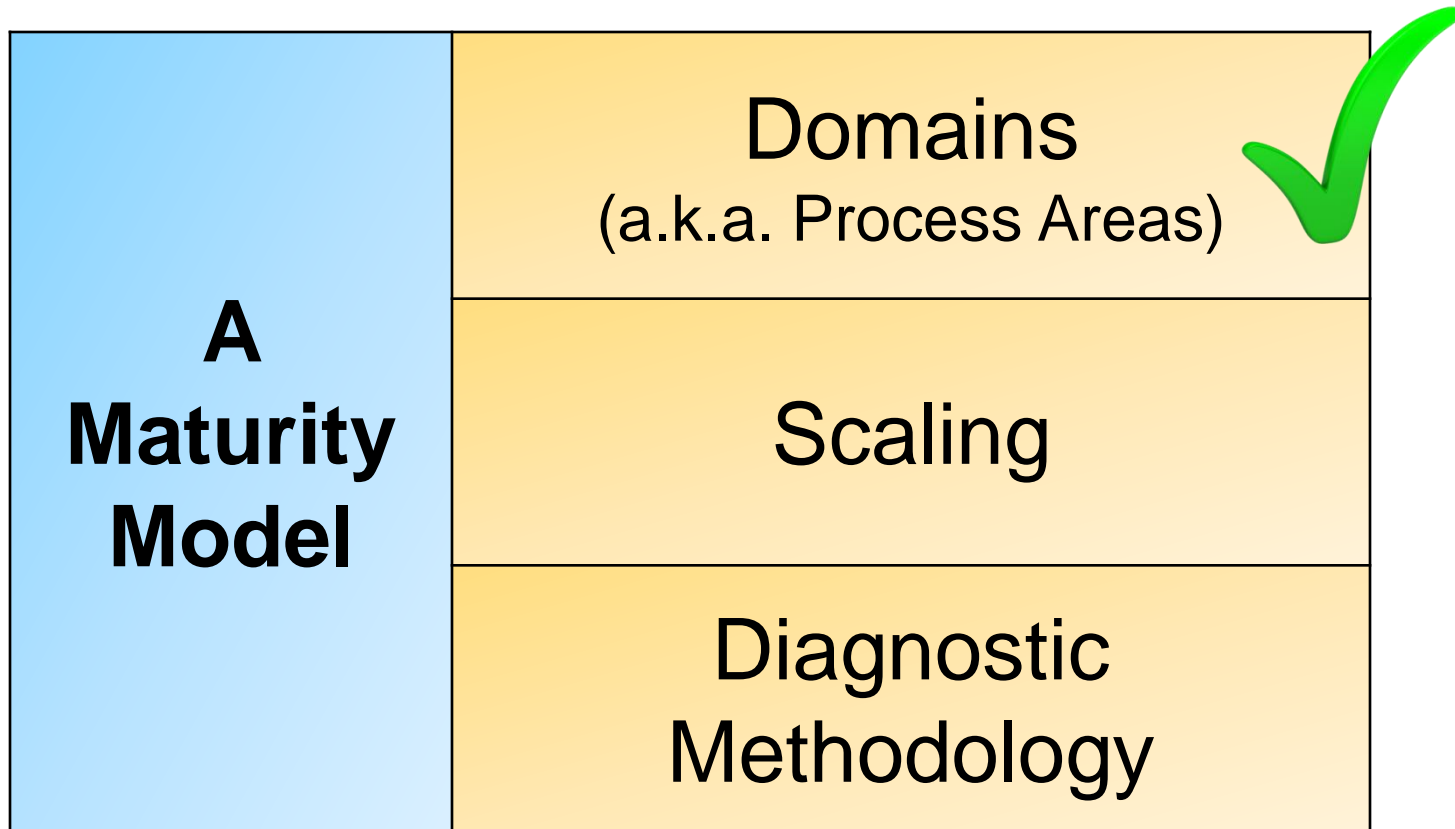 A
Maturity
Model
Domains
(a.k.a. Process Areas)
Scaling
Diagnostic
Methodology